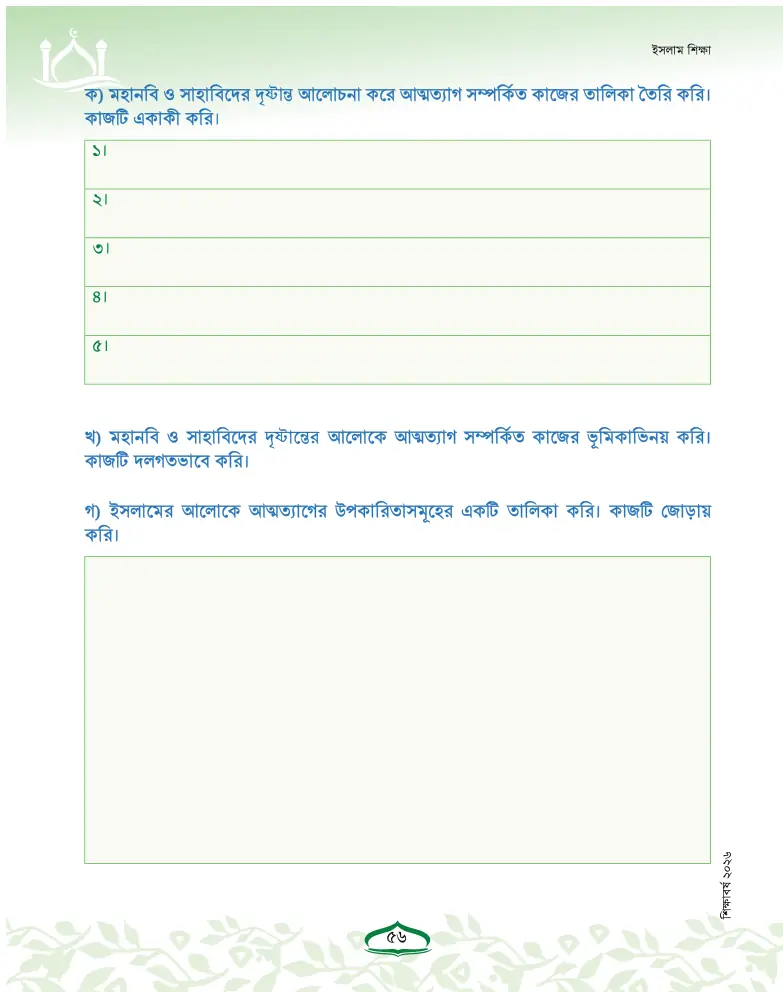 ইসলাম শিক্ষা
ক) মহানবি ও সাহাবিদের দৃষ্টান্ত আলোচনা করে আত্মত্যাগ সম্পর্কিত কাজের তালিকা তৈরি করি।
কাজটি একাকী করি।
১।
২।
৩।
৪।
৫।
খ) মহানবি ও সাহাবিদের দৃষ্টান্তের আলোকে আত্মত্যাগ সম্পর্কিত কাজের ভূমিকাভিনয় করি।
কাজটি দলগতভাবে করি।
গ) ইসলামের আলোকে আত্মত্যাগের উপকারিতাসমূহের একটি তালিকা করি। কাজটি জোড়ায়
করি।
শিক্ষাবর্ষ ২০২৬
৫৬